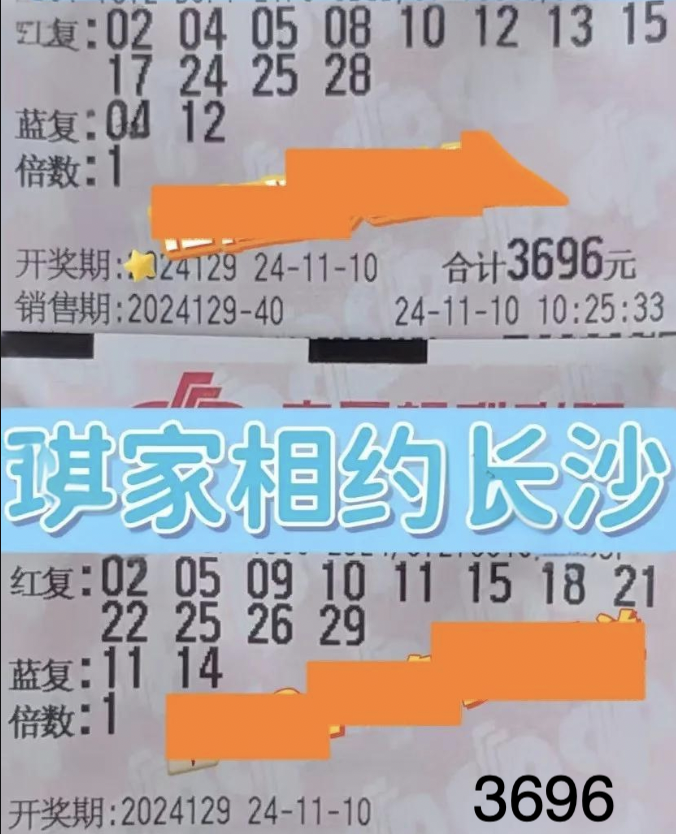 红复:02 04 05 08 10 12 13 15
17 24 25 28
蓝复:04 12
倍数:1
开奖期: 024129 24-11-10 合计3696元
销售期:2024129-40 24-11-10 10:25:33
琪家相约长沙
红复:02 05 09 10 11 15 18 21
22 25 26 29
蓝复:11 14
倍数:1
开奖期:2024129 24-11-10 3696